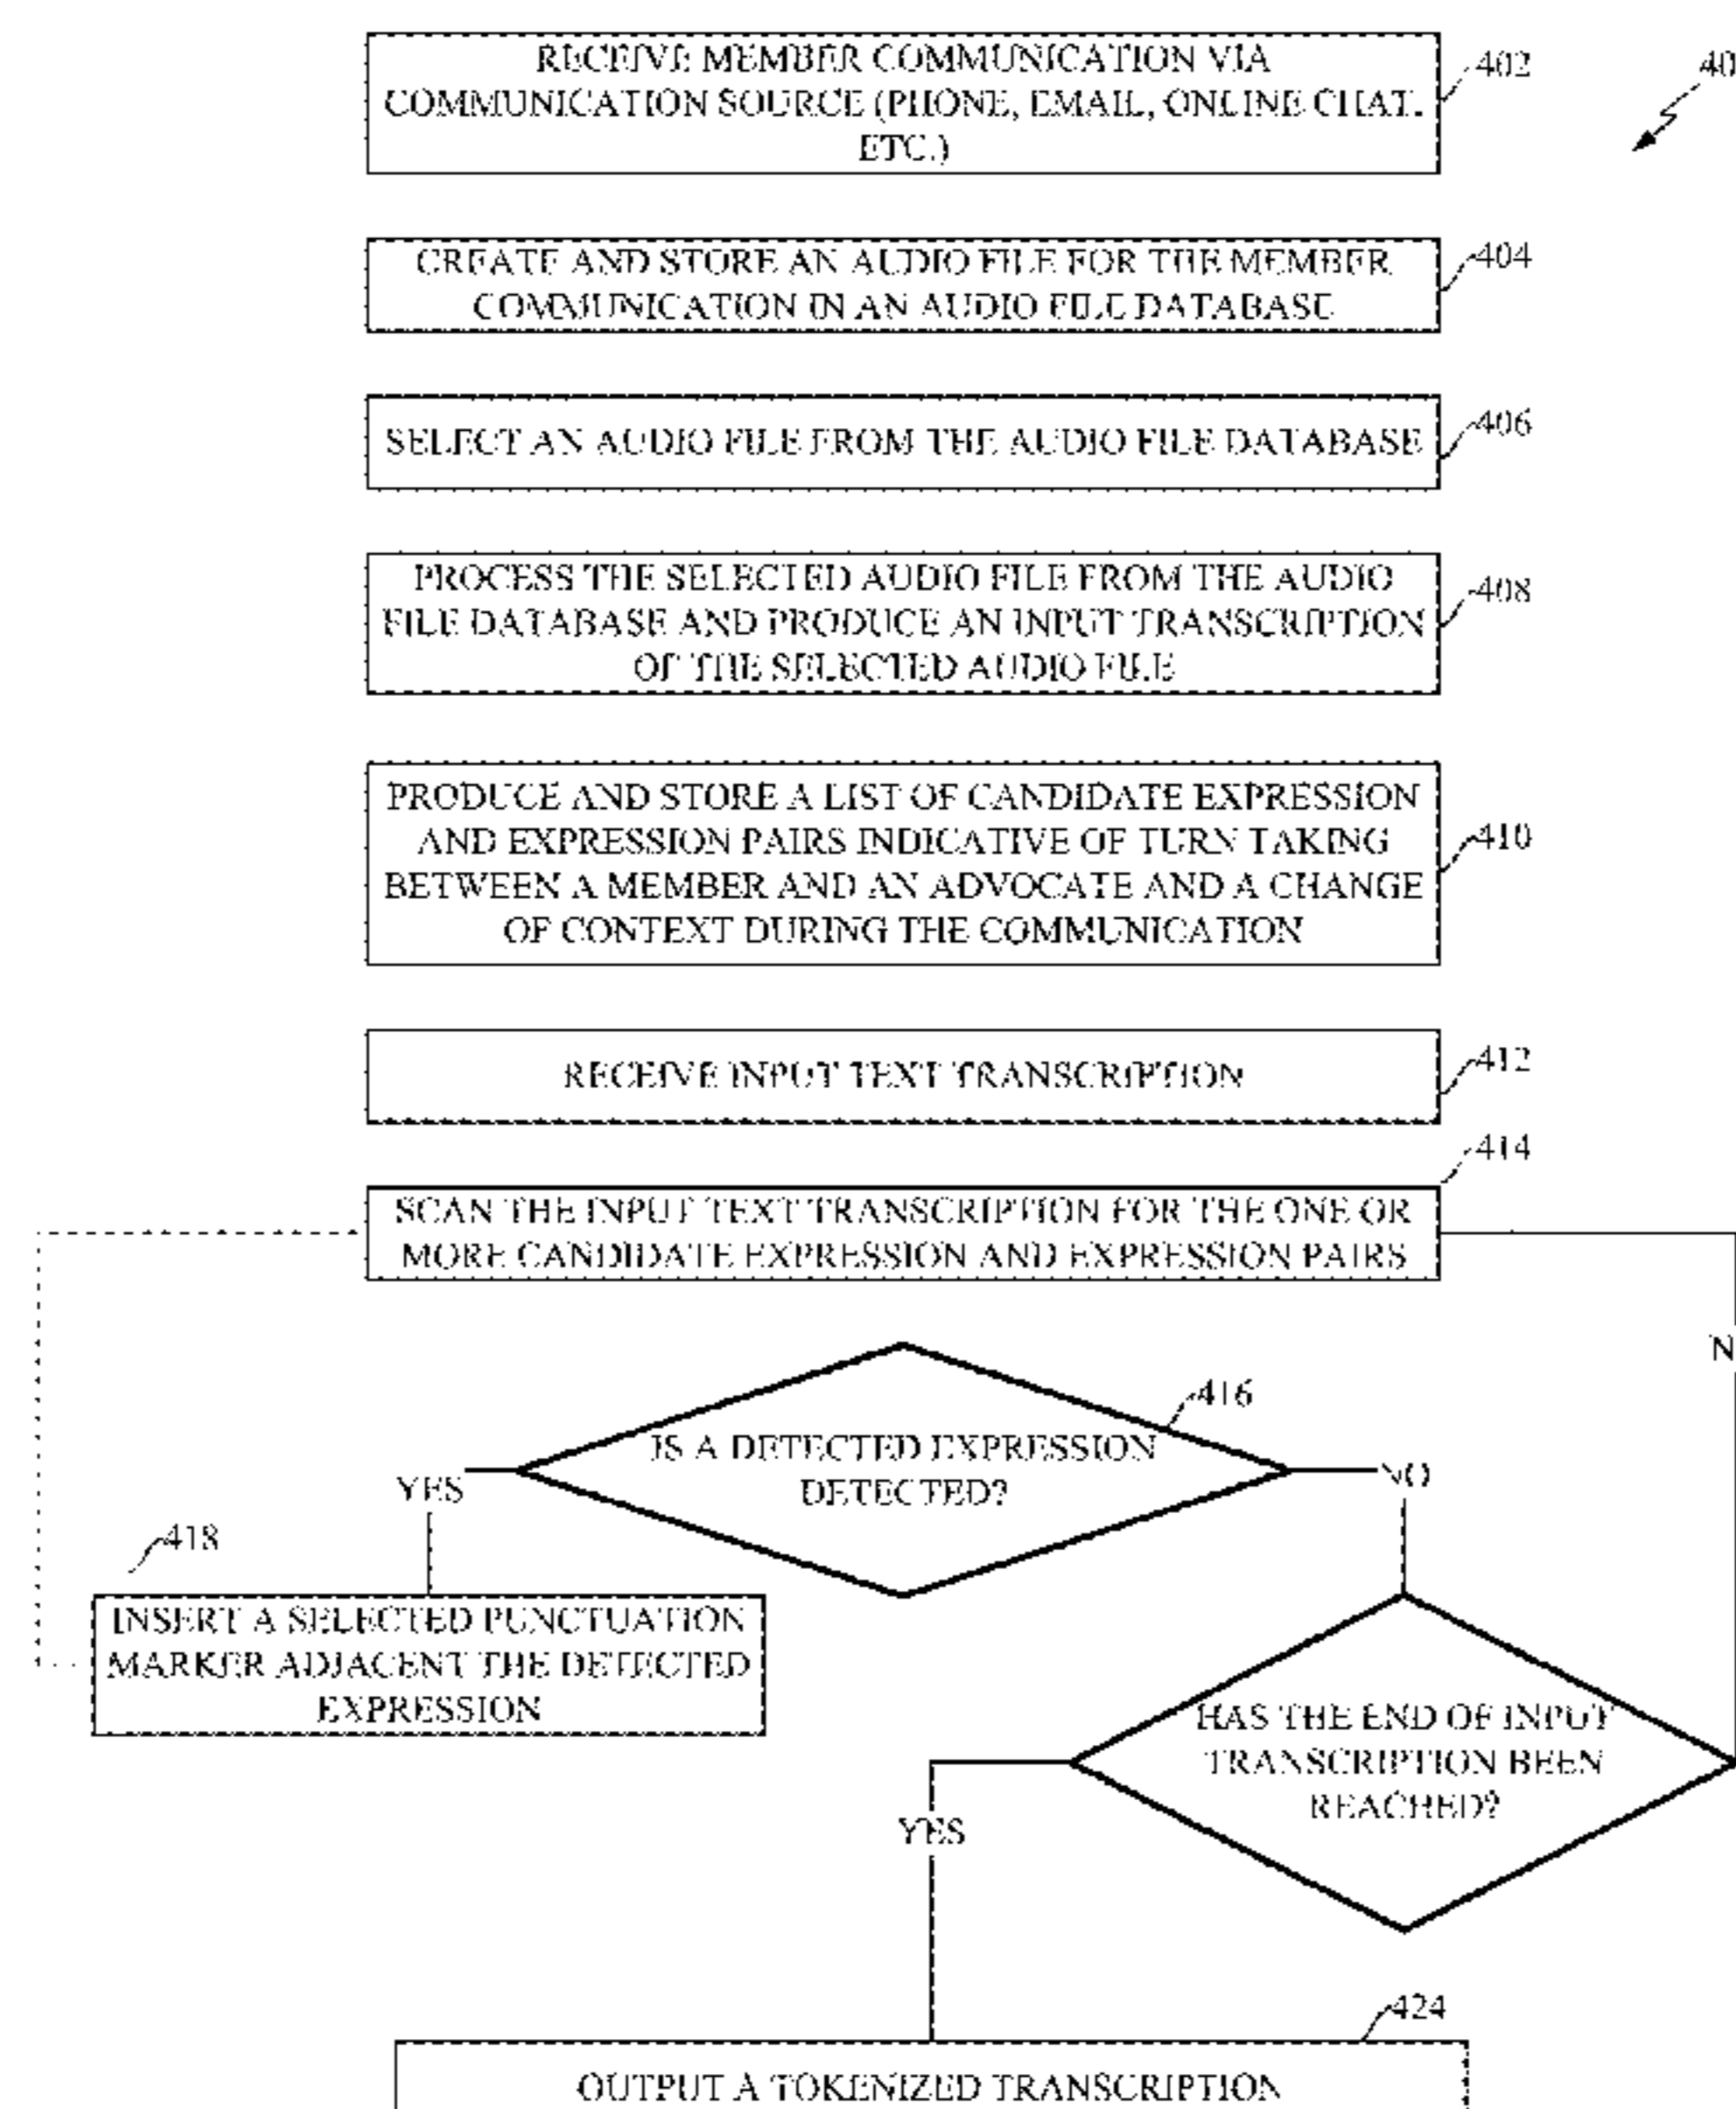 RECEIVE MEMBER COMMUNICATION VIA
COMMUNICATION SOURCE (PHONE, EMAIL, ONLINE CHAT.
ETC.)
402
40
CREATE AND STORE AN AUDIO FILE FOR THE MEMBER
COMMUNICATION IN AN AUDIO FILE DATABASE
404
SELECT AN AUDIO FILE FROM THE AUDIO FILE DATABASE
406
PROCESS THE SELECTED AUDIO FILE FROM THE AUDIO
FILE DATABASE AND PRODUCE AN INPUT TRANSCRIPTION
OF THE SELECTED AUDIO FILE
408
PRODUCE AND STORE A LIST OF CANDIDATE EXPRESSION
AND EXPRESSION PAIRS INDICATIVE OF TURN TAKING
BETWEEN A MEMBER AND AN ADVOCATE AND A CHANGE
OF CONTEXT DURING THE COMMUNICATION
410
RECEIVE INPUT TEXT TRANSCRIPTION
412
414
SCAN THE INPUT TEXT TRANSCRIPTION FOR THE ONE OR
MORE CANDIDATE EXPRESSION AND EXPRESSION PAIRS
N
416
IS A DETECTED EXPRESSION
DETECTED?
YES
NO
418
INSERT A SELECTED PUNCTUATION
MARKER ADJACENT THE DETECTED
EXPRESSION
HAS THE END OF INPUT
TRANSCRIPTION BEEN
REACHED?
YES
424
OUTPUT A TOKENIZED TRANSCRIPTION